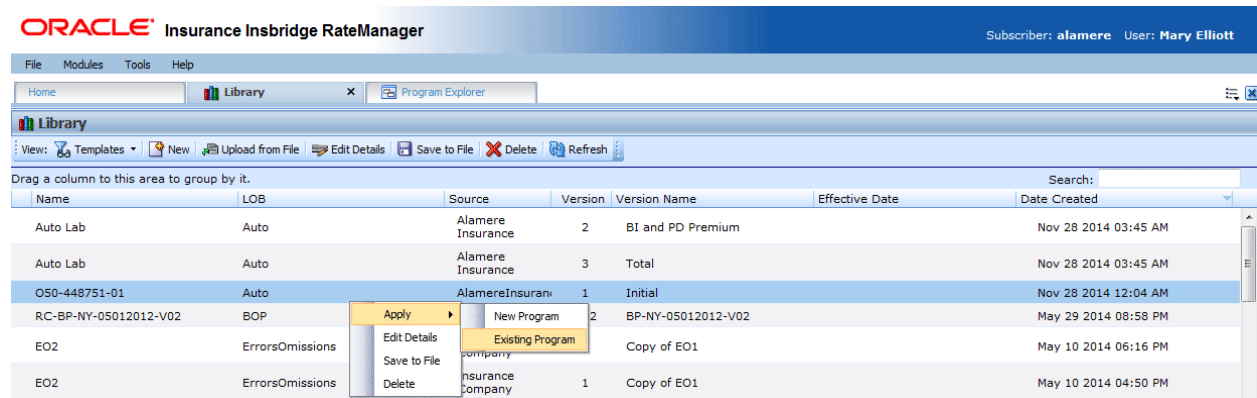 ORACLE Insurance Insbridge RateManager
Subscriber: alamere User: Mary Elliott
File Modules Tools Help
Home Library x Program Explorer
Library
View: Templates New Upload from File Edit Details Save to File Delete Refresh
Drag a column to this area to group by it. Search:
Name LOB Source Version Version Name Effective Date Date Created
Auto Lab Auto Alamere Insurance 2 BI and PD Premium Nov 28 2014 03:45 AM
Auto Lab Auto Alamere Insurance 3 Total Nov 28 2014 03:45 AM
O50-448751-01 Auto AlamereInsuran 1 Initial Nov 28 2014 12:04 AM
RC-BP-NY-05012012-V02 BOP 2 BP-NY-05012012-V02 May 29 2014 08:58 PM
EO2 ErrorsOmissions Company Copy of EO1 May 10 2014 06:16 PM
EO2 ErrorsOmissions nsurance Company 1 Copy of EO1 May 10 2014 04:50 PM
Apply
Edit Details
Save to File
Delete
New Program
Existing Program